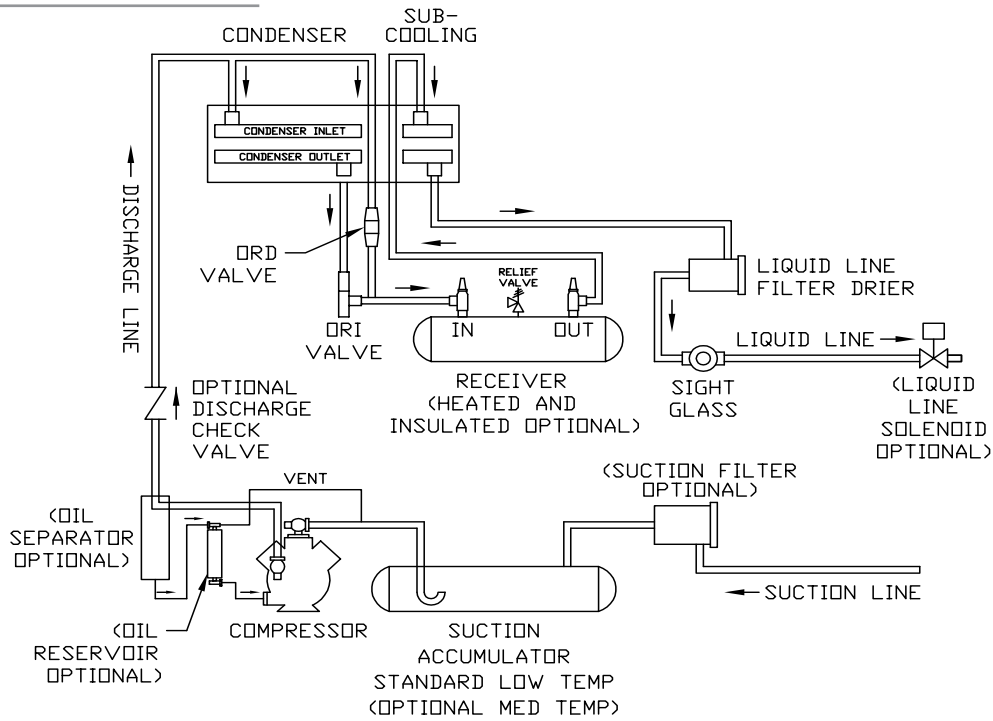 CONDENSER
SUB-
COOLING
CONDENSER INLET
CONDENSER OUTLET
DISCHARGE LINE
ORD
VALVE
ORI
VALVE
RELIEF
VALVE
IN
OUT
RECEIVER
(HEATED AND
INSULATED OPTIONAL)
LIQUID LINE
FILTER DRIER
LIQUID LINE
SIGHT
GLASS
(LIQUID
LINE
SOLENOID
OPTIONAL)
OPTIONAL
DISCHARGE
CHECK
VALVE
VENT
(SUCTION FILTER
OPTIONAL)
(OIL
SEPARATOR
OPTIONAL)
SUCTION LINE
(OIL
RESERVOIR
OPTIONAL)
COMPRESSOR
SUCTION
ACCUMULATOR
STANDARD LOW TEMP
(OPTIONAL MED TEMP)